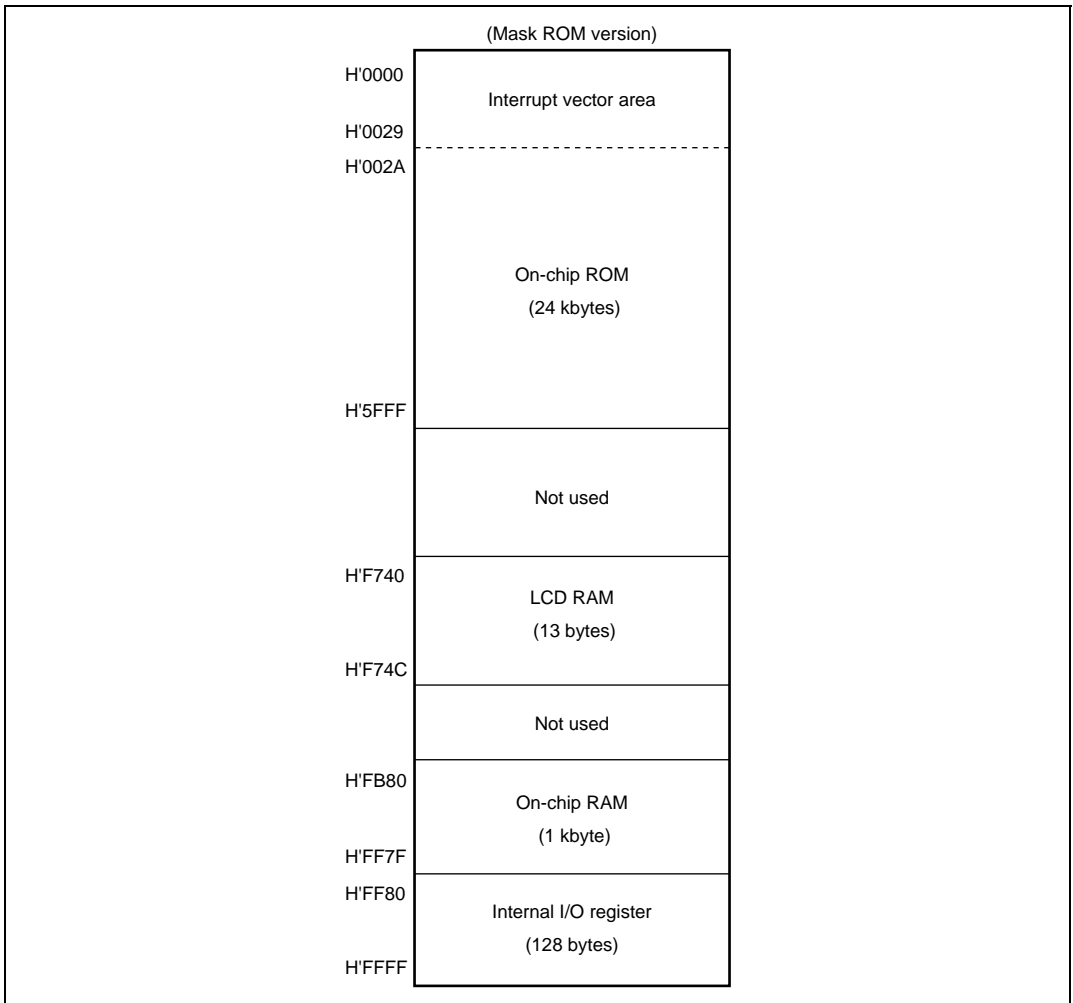 (Mask ROM version)
H'0000
Interrupt vector area
H'0029
H'002A
On-chip ROM
(24 kbytes)
H'5FFF
Not used
H'F740
LCD RAM
(13 bytes)
H'F74C
Not used
H'FB80
On-chip RAM
(1 kbyte)
H'FF7F
H'FF80
Internal I/O register
(128 bytes)
H'FFFF